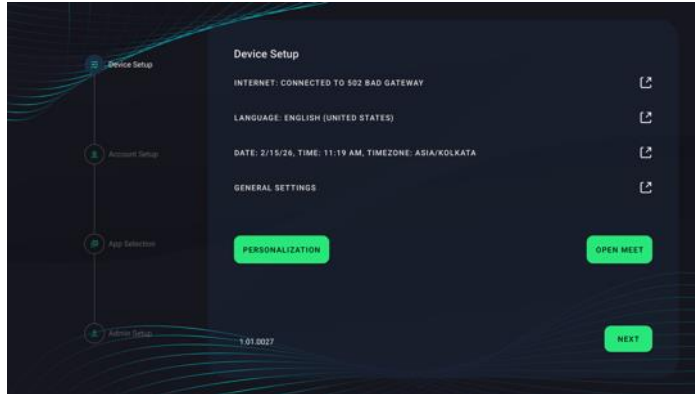 Device Setup
Account Setup
App Selection
Admin Setup
Device Setup
INTERNET: CONNECTED TO 502 BAD GATEWAY
LANGUAGE: ENGLISH (UNITED STATES)
DATE: 2/15/26, TIME: 11:19 AM, TIMEZONE: ASIA/KOLKATA
GENERAL SETTINGS
PERSONALIZATION
OPEN MEET
1.01.0027
NEXT